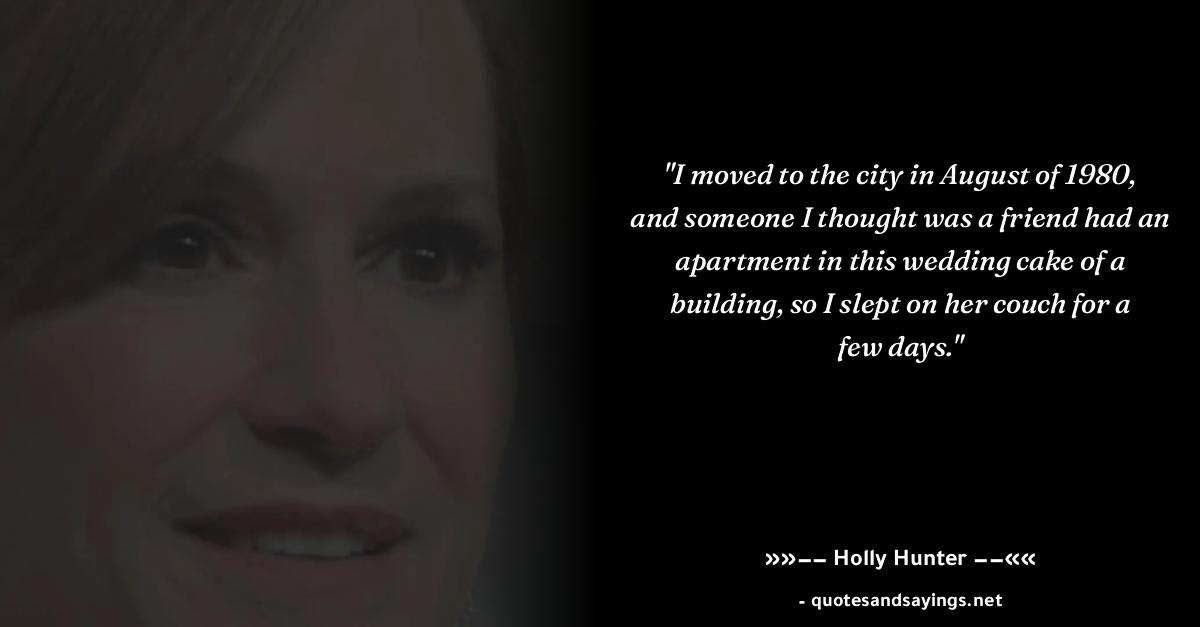 "I moved to the city in August of 1980,
and someone I thought was a friend had an
apartment in this wedding cake of a
building, so I slept on her couch for a
few days."
»»−− Holly Hunter −−««
- quotesandsayings.net